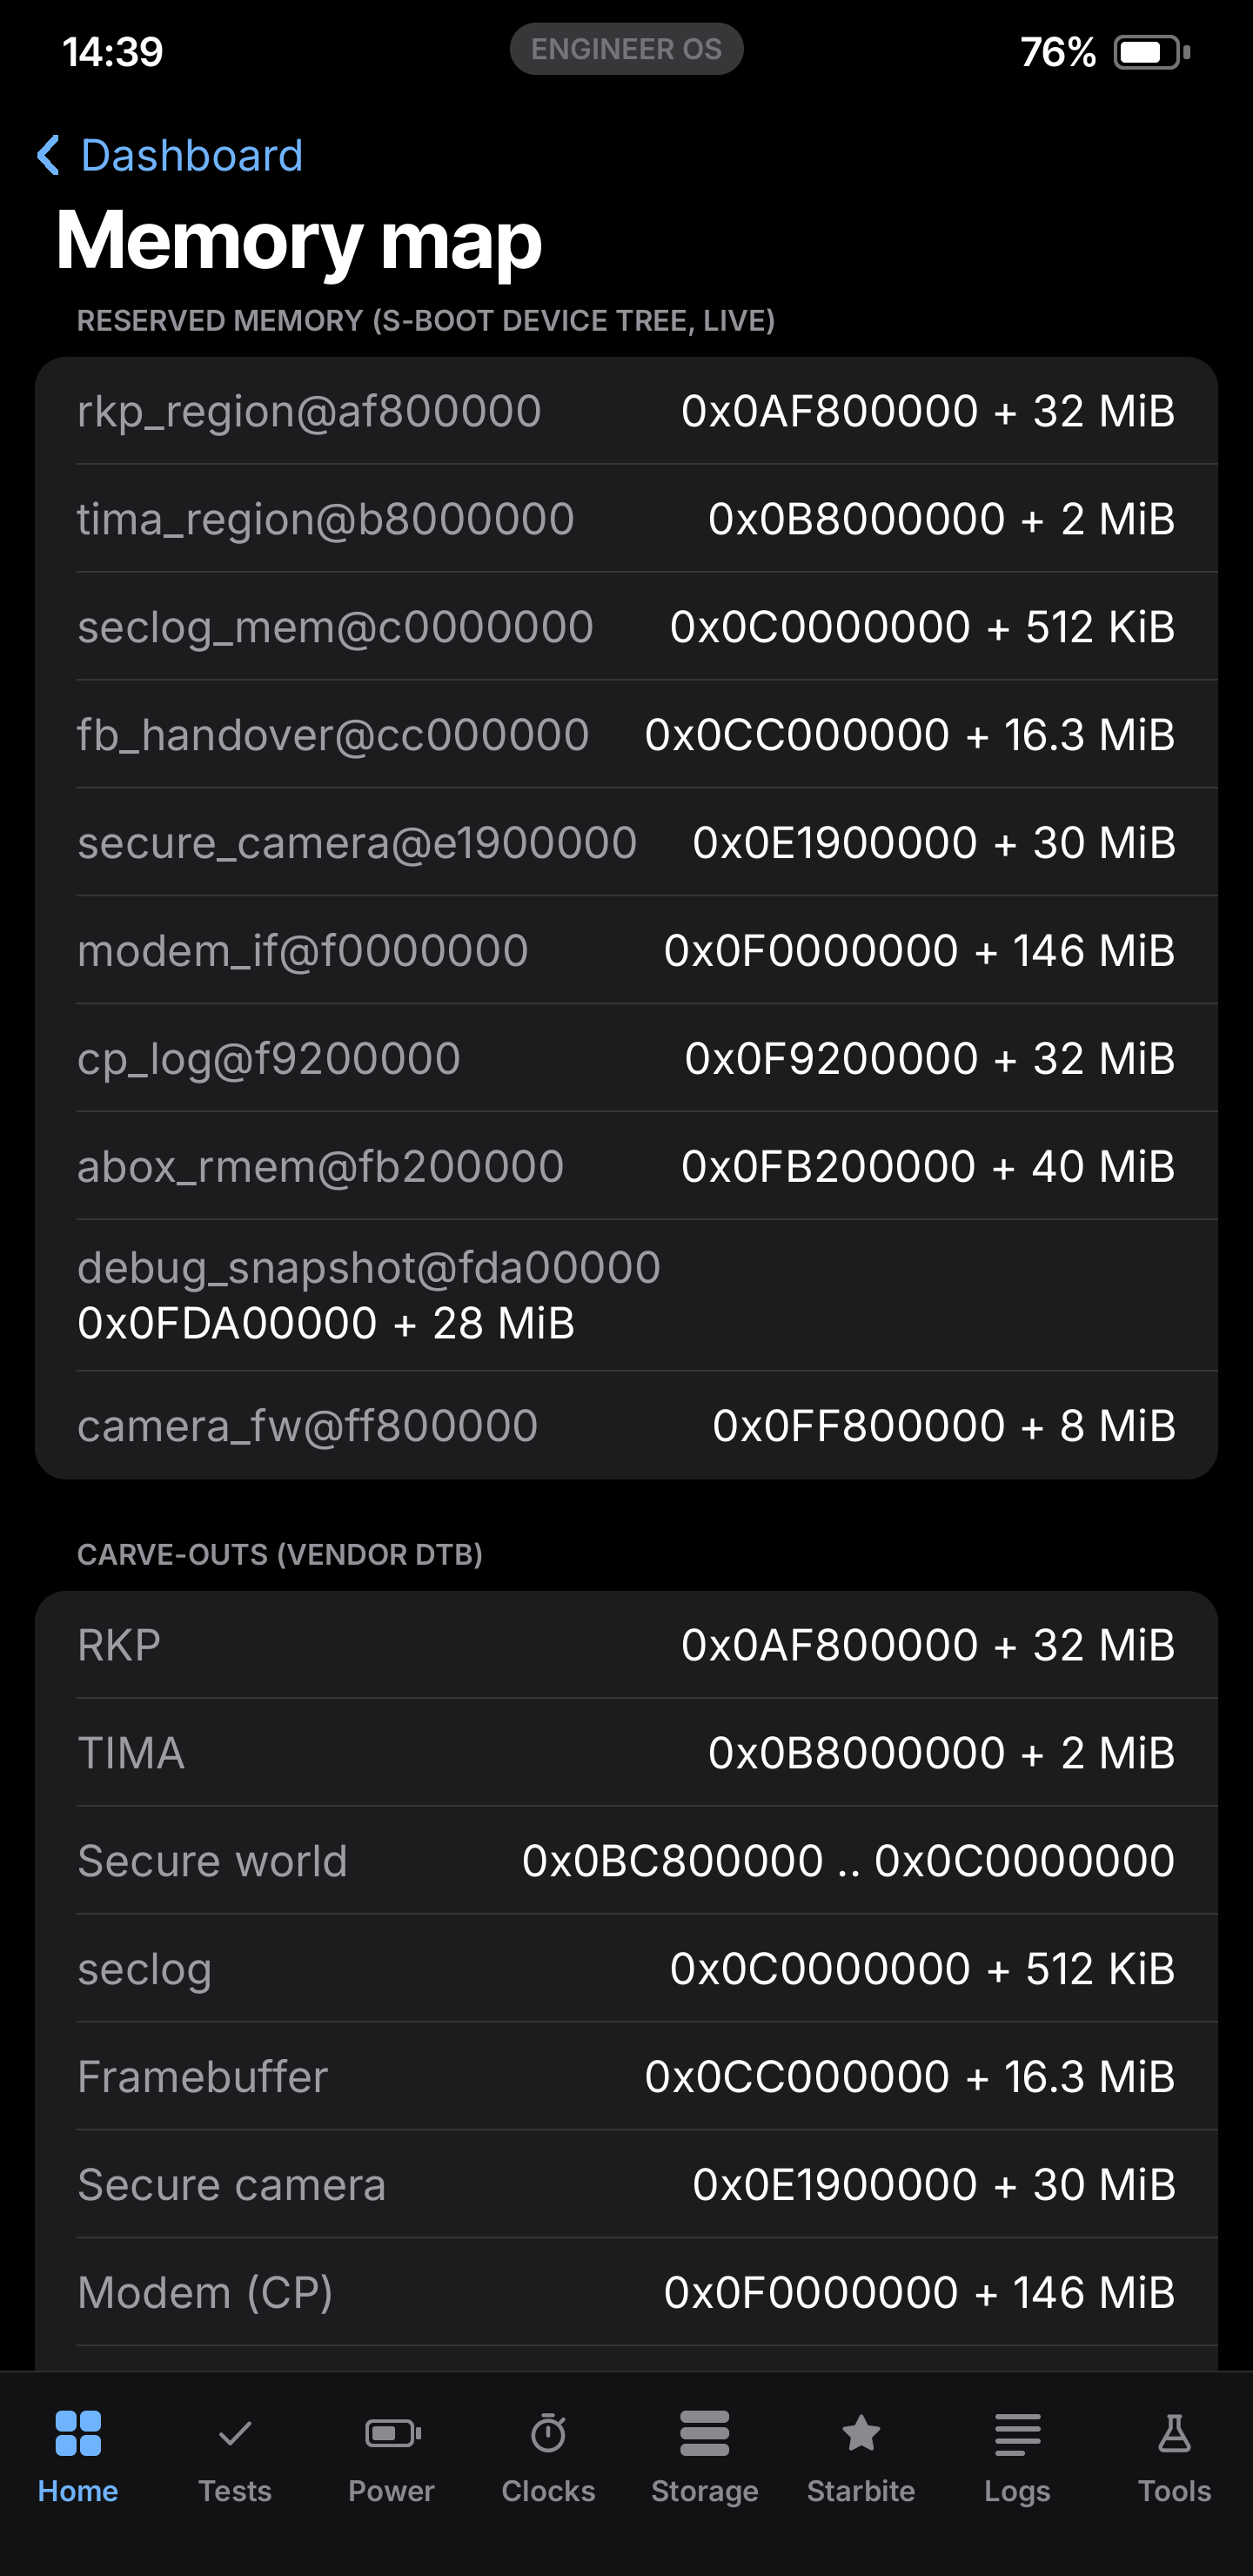 14:39
ENGINEER OS
76%
Dashboard
Memory map
RESERVED MEMORY (S-BOOT DEVICE TREE, LIVE)
rkp_region@af800000 0x0AF800000 + 32 MiB
tima_region@b8000000 0x0B8000000 + 2 MiB
seclog_mem@c0000000 0x0C0000000 + 512 KiB
fb_handover@cc000000 0x0CC000000 + 16.3 MiB
secure_camera@e1900000 0x0E1900000 + 30 MiB
modem_if@f0000000 0x0F0000000 + 146 MiB
cp_log@f9200000 0x0F9200000 + 32 MiB
abox_rmem@fb200000 0x0FB200000 + 40 MiB
debug_snapshot@fda00000
0x0FDA00000 + 28 MiB
camera_fw@ff800000 0x0FF800000 + 8 MiB
CARVE-OUTS (VENDOR DTB)
RKP 0x0AF800000 + 32 MiB
TIMA 0x0B8000000 + 2 MiB
Secure world 0x0BC800000 .. 0x0C0000000
seclog 0x0C0000000 + 512 KiB
Framebuffer 0x0CC000000 + 16.3 MiB
Secure camera 0x0E1900000 + 30 MiB
Modem (CP) 0x0F0000000 + 146 MiB
Home Tests Power Clocks Storage Starbite Logs Tools